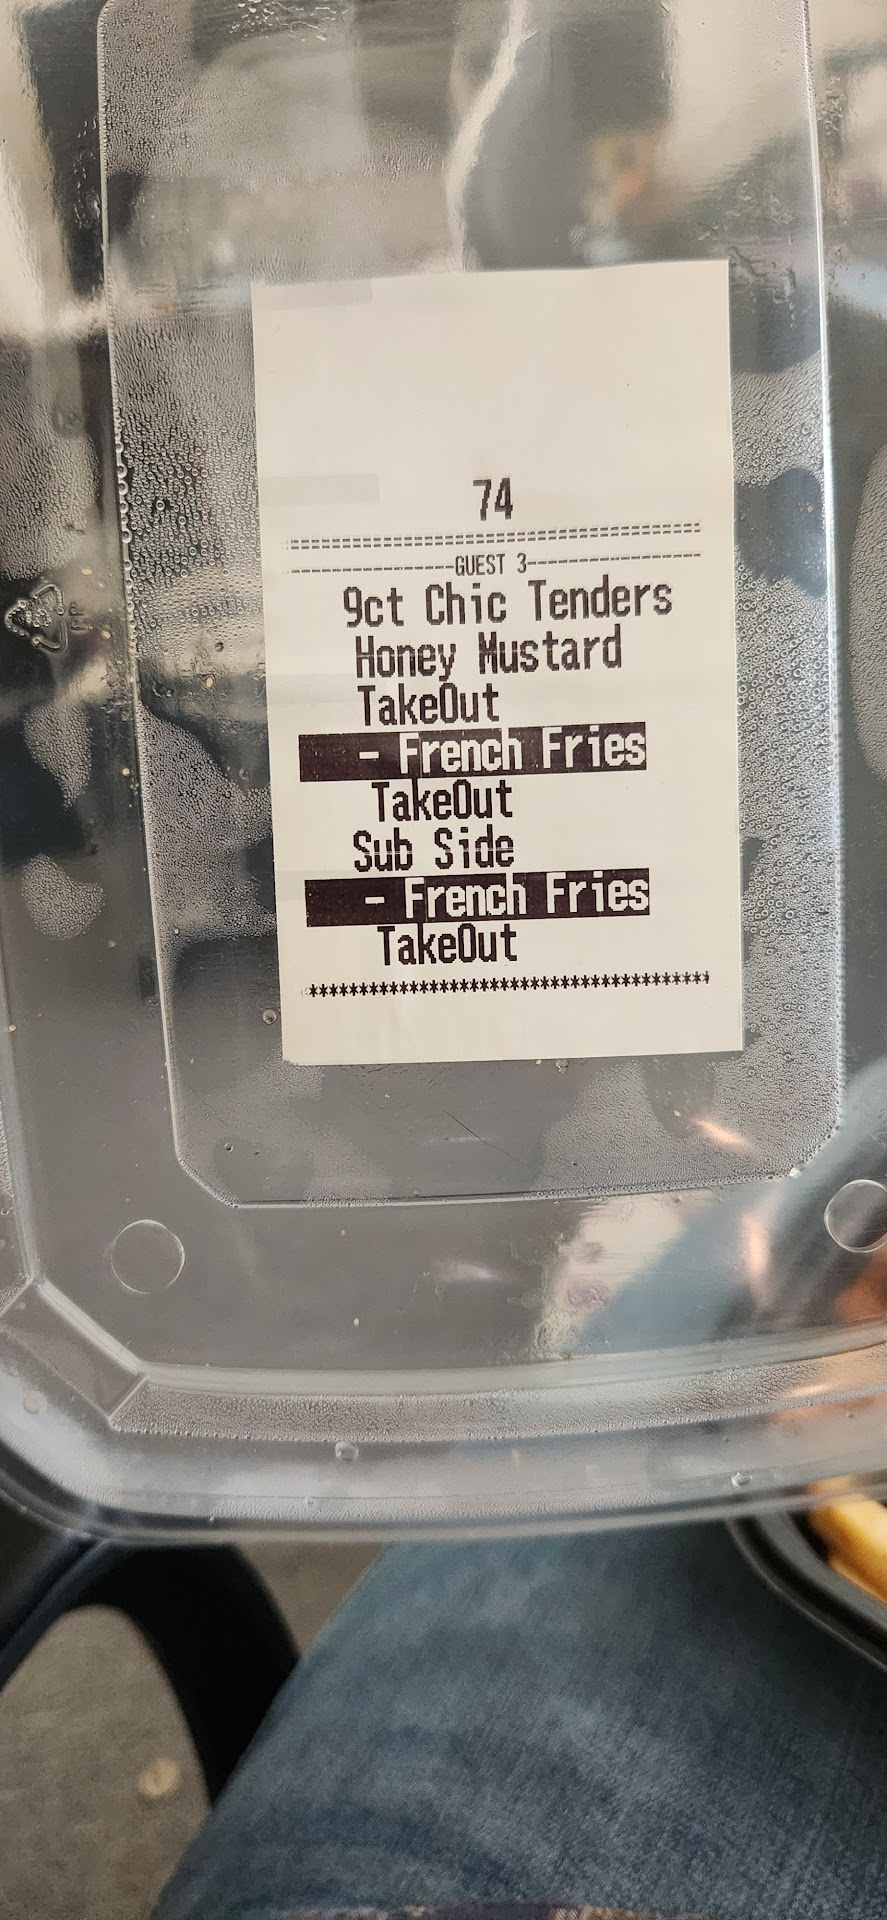 74
================================================
----------------GUEST 3-----------------
9ct Chic Tenders
Honey Mustard
TakeOut
- French Fries
TakeOut
Sub Side
- French Fries
TakeOut
****************************************